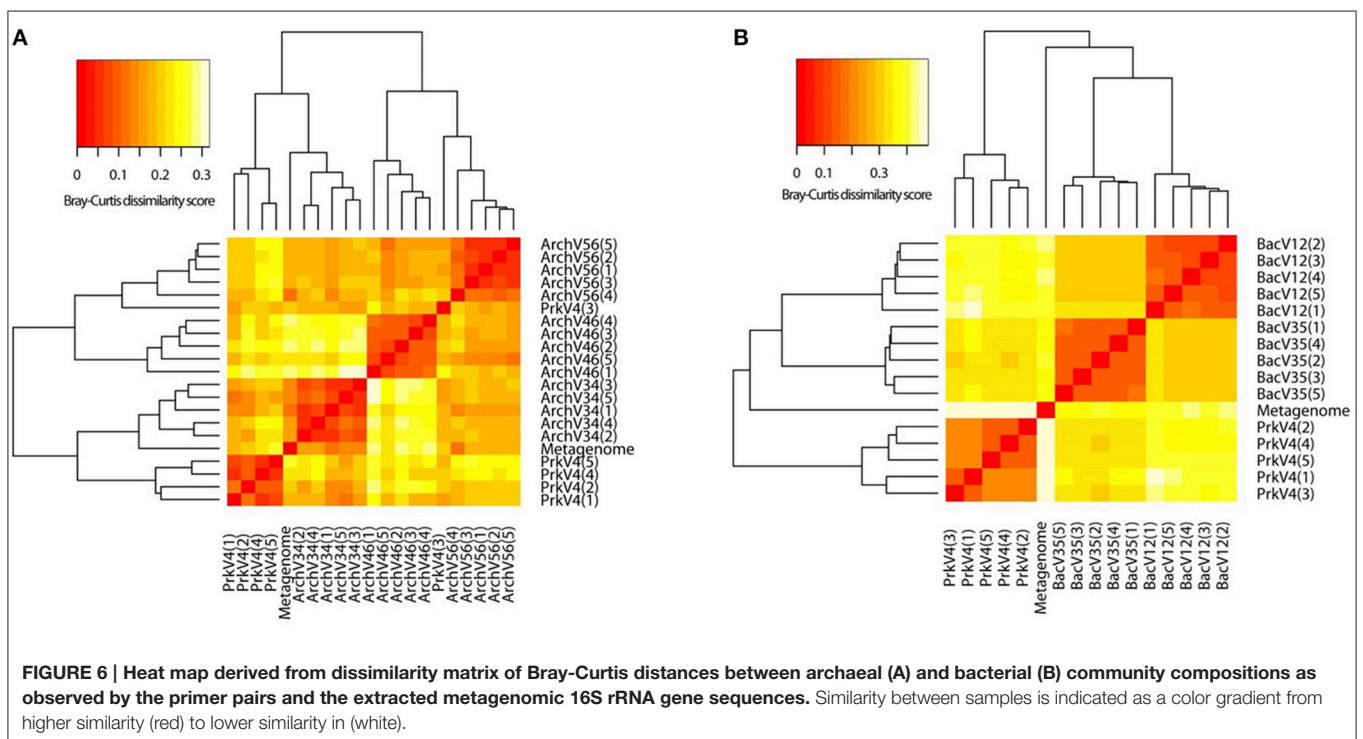 A
0
0.1
0.2
0.3
Bray-Curtis dissimilarity score
ArchV56(5)
ArchV56(2)
ArchV56(1)
ArchV56(3)
ArchV56(4)
PrkV4(3)
ArchV46(4)
ArchV46(3)
ArchV46(2)
ArchV46(5)
ArchV46(1)
ArchV34(3)
ArchV34(5)
ArchV34(1)
ArchV34(4)
ArchV34(2)
Metagenome
PrkV4(5)
PrkV4(4)
PrkV4(2)
PrkV4(1)
PrkV4(1)
PrkV4(2)
PrkV4(4)
PrkV4(5)
Metagenome
ArchV34(2)
ArchV34(4)
ArchV34(1)
ArchV34(5)
ArchV34(3)
ArchV46(1)
ArchV46(5)
ArchV46(2)
ArchV46(3)
ArchV46(4)
PrkV4(3)
ArchV56(4)
ArchV56(3)
ArchV56(1)
ArchV56(2)
ArchV56(5)
B
0
0.1
0.3
Bray-Curtis dissimilarity score
BacV12(2)
BacV12(3)
BacV12(4)
BacV12(5)
BacV12(1)
BacV35(1)
BacV35(4)
BacV35(2)
BacV35(3)
BacV35(5)
Metagenome
PrkV4(2)
PrkV4(4)
PrkV4(5)
PrkV4(1)
PrkV4(3)
PrkV4(3)
PrkV4(1)
PrkV4(5)
PrkV4(4)
PrkV4(2)
Metagenome
BacV35(5)
BacV35(3)
BacV35(2)
BacV35(4)
BacV35(1)
BacV12(1)
BacV12(5)
BacV12(4)
BacV12(3)
BacV12(2)
FIGURE 6 | Heat map derived from dissimilarity matrix of Bray-Curtis distances between archaeal (A) and bacterial (B) community compositions as
observed by the primer pairs and the extracted metagenomic 16S rRNA gene sequences. Similarity between samples is indicated as a color gradient from
higher similarity (red) to lower similarity in (white).